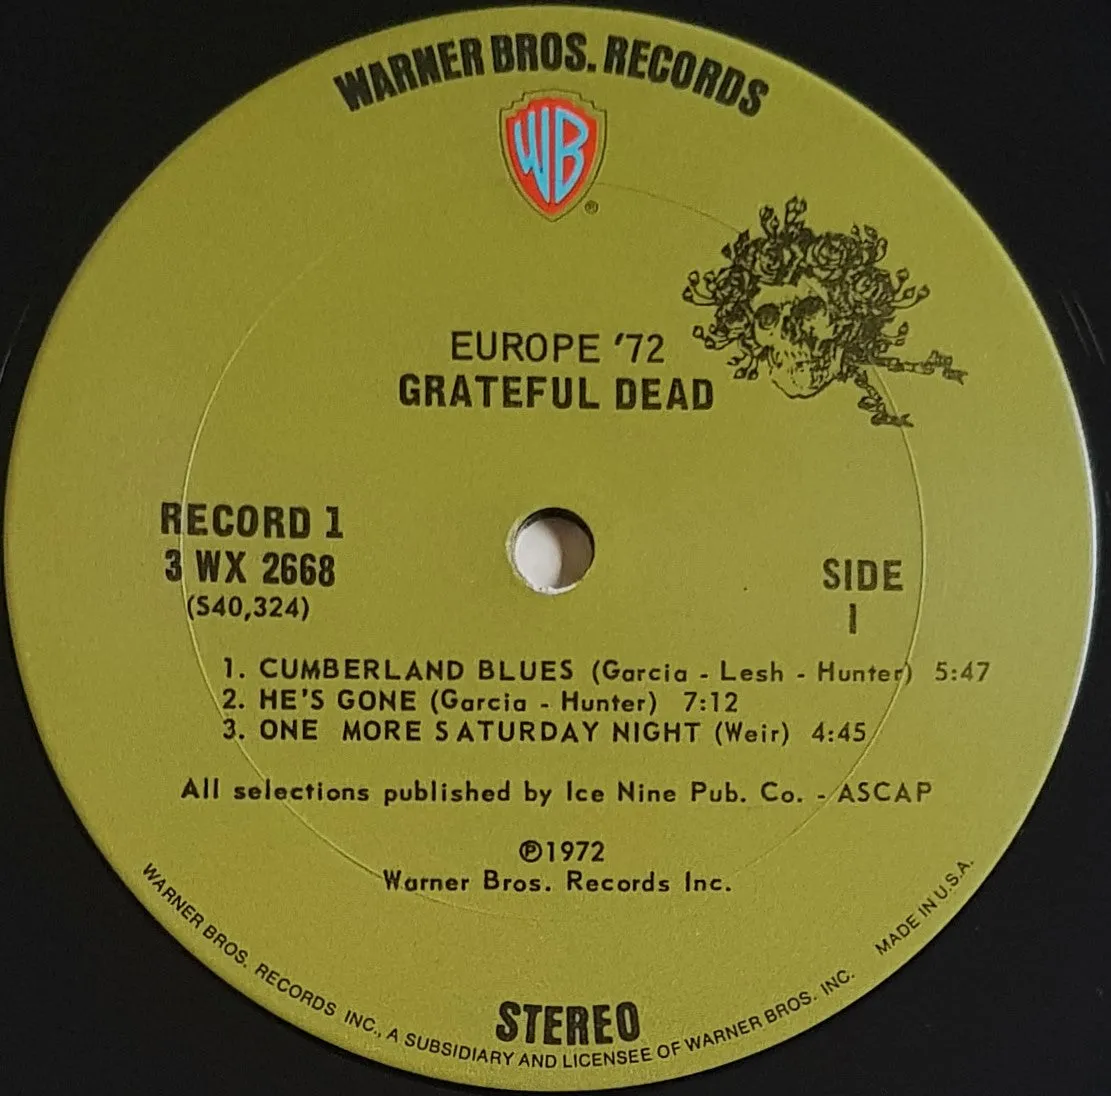 WARNER BROS. RECORDS
WB
®
EUROPE '72
GRATEFUL DEAD
RECORD 1
3 WX 2668
(S40,324)
SIDE
1
1. CUMBERLAND BLUES (Garcia - Lesh - Hunter) 5:47
2. HE'S GONE (Garcia - Hunter) 7:12
3. ONE MORE SATURDAY NIGHT (Weir) 4:45
All selections published by Ice Nine Pub. Co. - ASCAP
℗1972
Warner Bros. Records Inc.
STEREO
WARNER BROS. RECORDS INC., A SUBSIDIARY AND LICENSEE OF WARNER BROS. INC. MADE IN U.S.A.